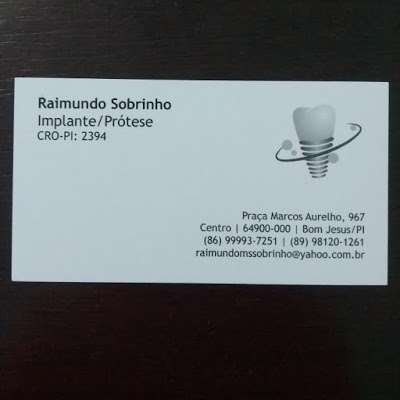 Raimundo Sobrinho
Implante/Prótese
CRO-PI: 2394
Praça Marcos Aurelho, 967
Centro | 64900-000 | Bom Jesus/PI
(86) 99993-7251 | (89) 98120-1261
raimundomssobrinho@yahoo.com.br